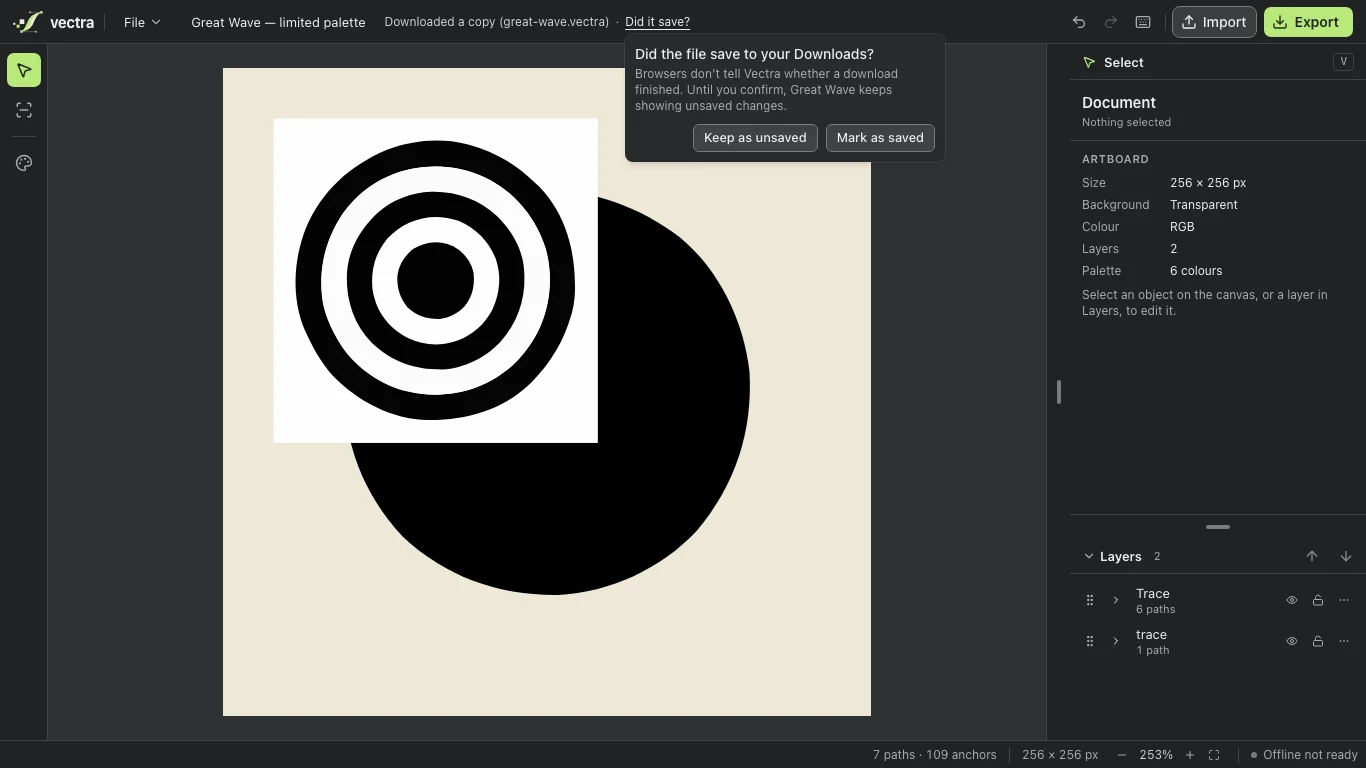 vectra
File
Great Wave — limited palette
Downloaded a copy (great-wave.vectra) · Did it save?
Import
Export
Did the file save to your Downloads?
Browsers don't tell Vectra whether a download
finished. Until you confirm, Great Wave keeps
showing unsaved changes.
Keep as unsaved
Mark as saved
Select
V
Document
Nothing selected
ARTBOARD
Size 256 × 256 px
Background Transparent
Colour RGB
Layers 2
Palette 6 colours
Select an object on the canvas, or a layer in
Layers, to edit it.
Layers 2
Trace
6 paths
trace
1 path
7 paths · 109 anchors
256 × 256 px
253%
Offline not ready